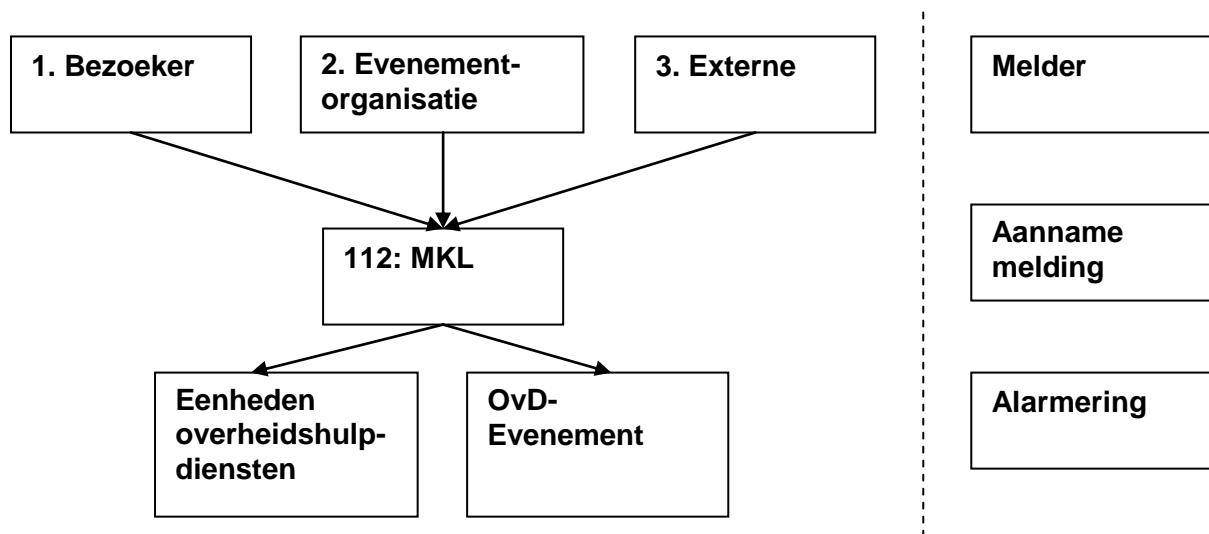 1. Bezoeker
2. Evenement-
organisatie
3. Externe
Melder
112: MKL
Aanname
melding
Eenheden
overheidshulp-
diensten
OvD-
Evenement
Alarmering